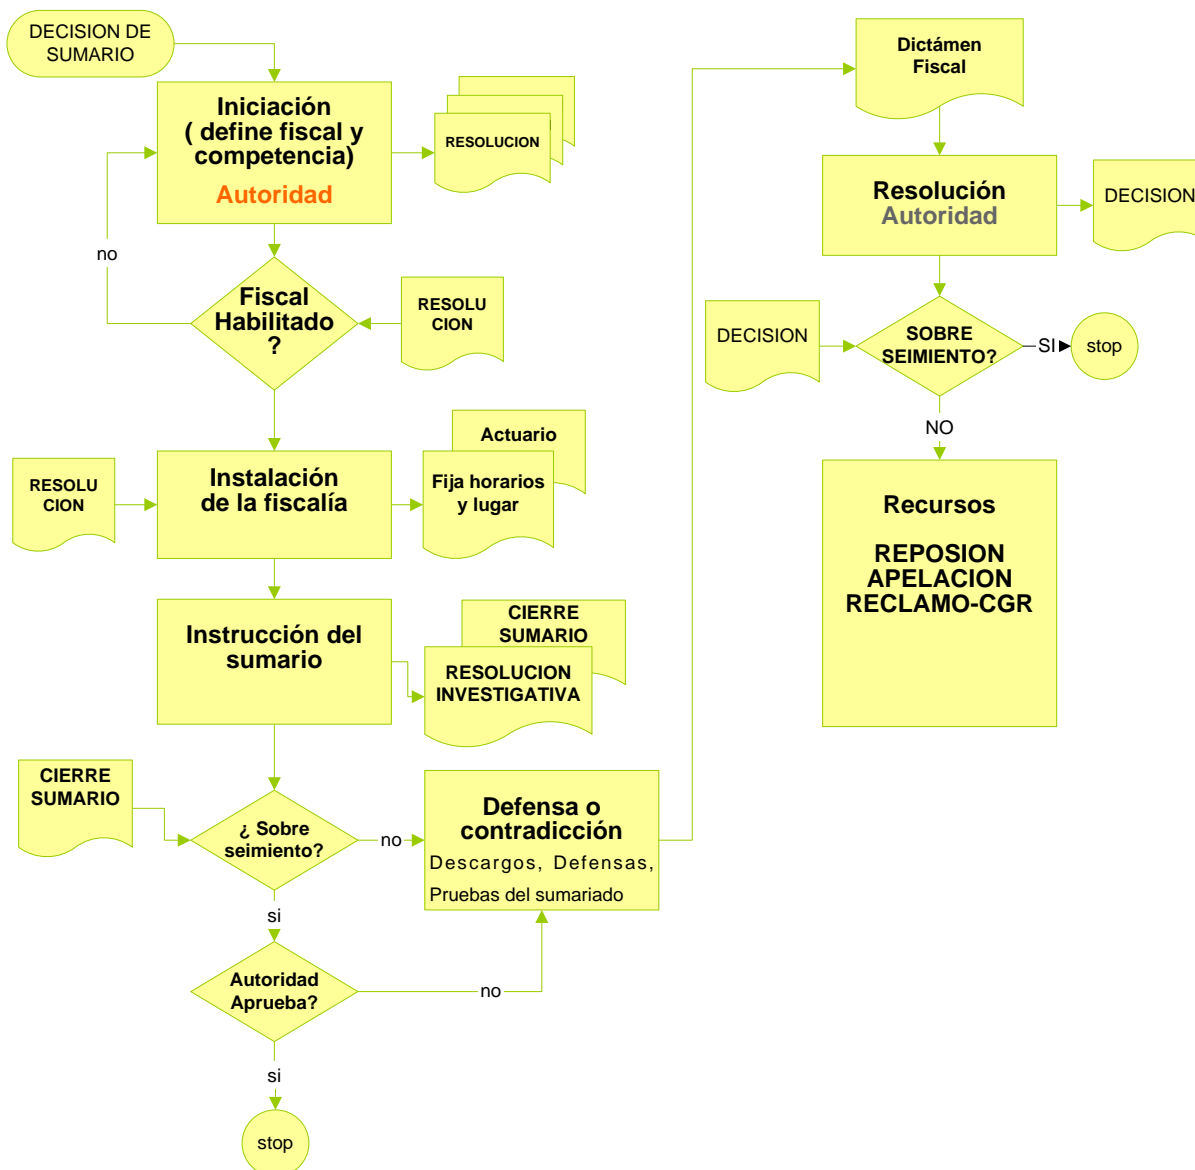 DECISION DE
SUMARIO
Iniciación
( define fiscal y
competencia)
Autoridad
RESOLUCION
no
Fiscal
Habilitado
?
RESOLU
CION
RESOLU
CION
Instalación
de la fiscalía
Actuario
Fija horarios
y lugar
Instrucción del
sumario
CIERRE
SUMARIO
RESOLUCION
INVESTIGATIVA
CIERRE
SUMARIO
¿ Sobre
seimiento?
no
Defensa o
contradicción
Descargos, Defensas,
Pruebas del sumariado
si
Autoridad
Aprueba?
no
si
stop
Dictámen
Fiscal
Resolución
Autoridad
DECISION
DECISION
SOBRE
SEIMIENTO?
SI
stop
NO
Recursos
REPOSION
APELACION
RECLAMO-CGR